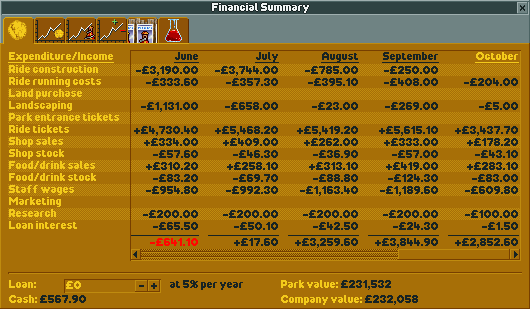 Financial Summary
Expenditure/Income June July August September October
Ride construction -£3,190.00 -£3,744.00 -£785.00 -£250.00
Ride running costs -£333.60 -£357.30 -£395.10 -£408.00 -£204.00
Land purchase
Landscaping -£1,131.00 -£658.00 -£23.00 -£269.00 -£5.00
Park entrance tickets
Ride tickets +£4,730.40 +£5,468.20 +£5,419.20 +£5,615.10 +£3,437.70
Shop sales +£334.00 +£409.00 +£262.00 +£333.00 +£178.20
Shop stock -£57.60 -£46.30 -£36.90 -£57.00 -£43.10
Food/drink sales +£310.20 +£258.10 +£313.10 +£419.00 +£283.10
Food/drink stock -£83.20 -£69.70 -£88.80 -£124.30 -£83.00
Staff wages -£954.80 -£992.30 -£1,163.40 -£1,189.60 -£609.80
Marketing
Research -£200.00 -£200.00 -£200.00 -£200.00 -£100.00
Loan interest -£65.50 -£50.10 -£42.50 -£24.30 -£1.50
-£641.10 +£17.60 +£3,259.60 +£3,844.90 +£2,852.60
Loan: £0 - + at 5% per year Park value: £231,532
Cash: £567.90 Company value: £232,058